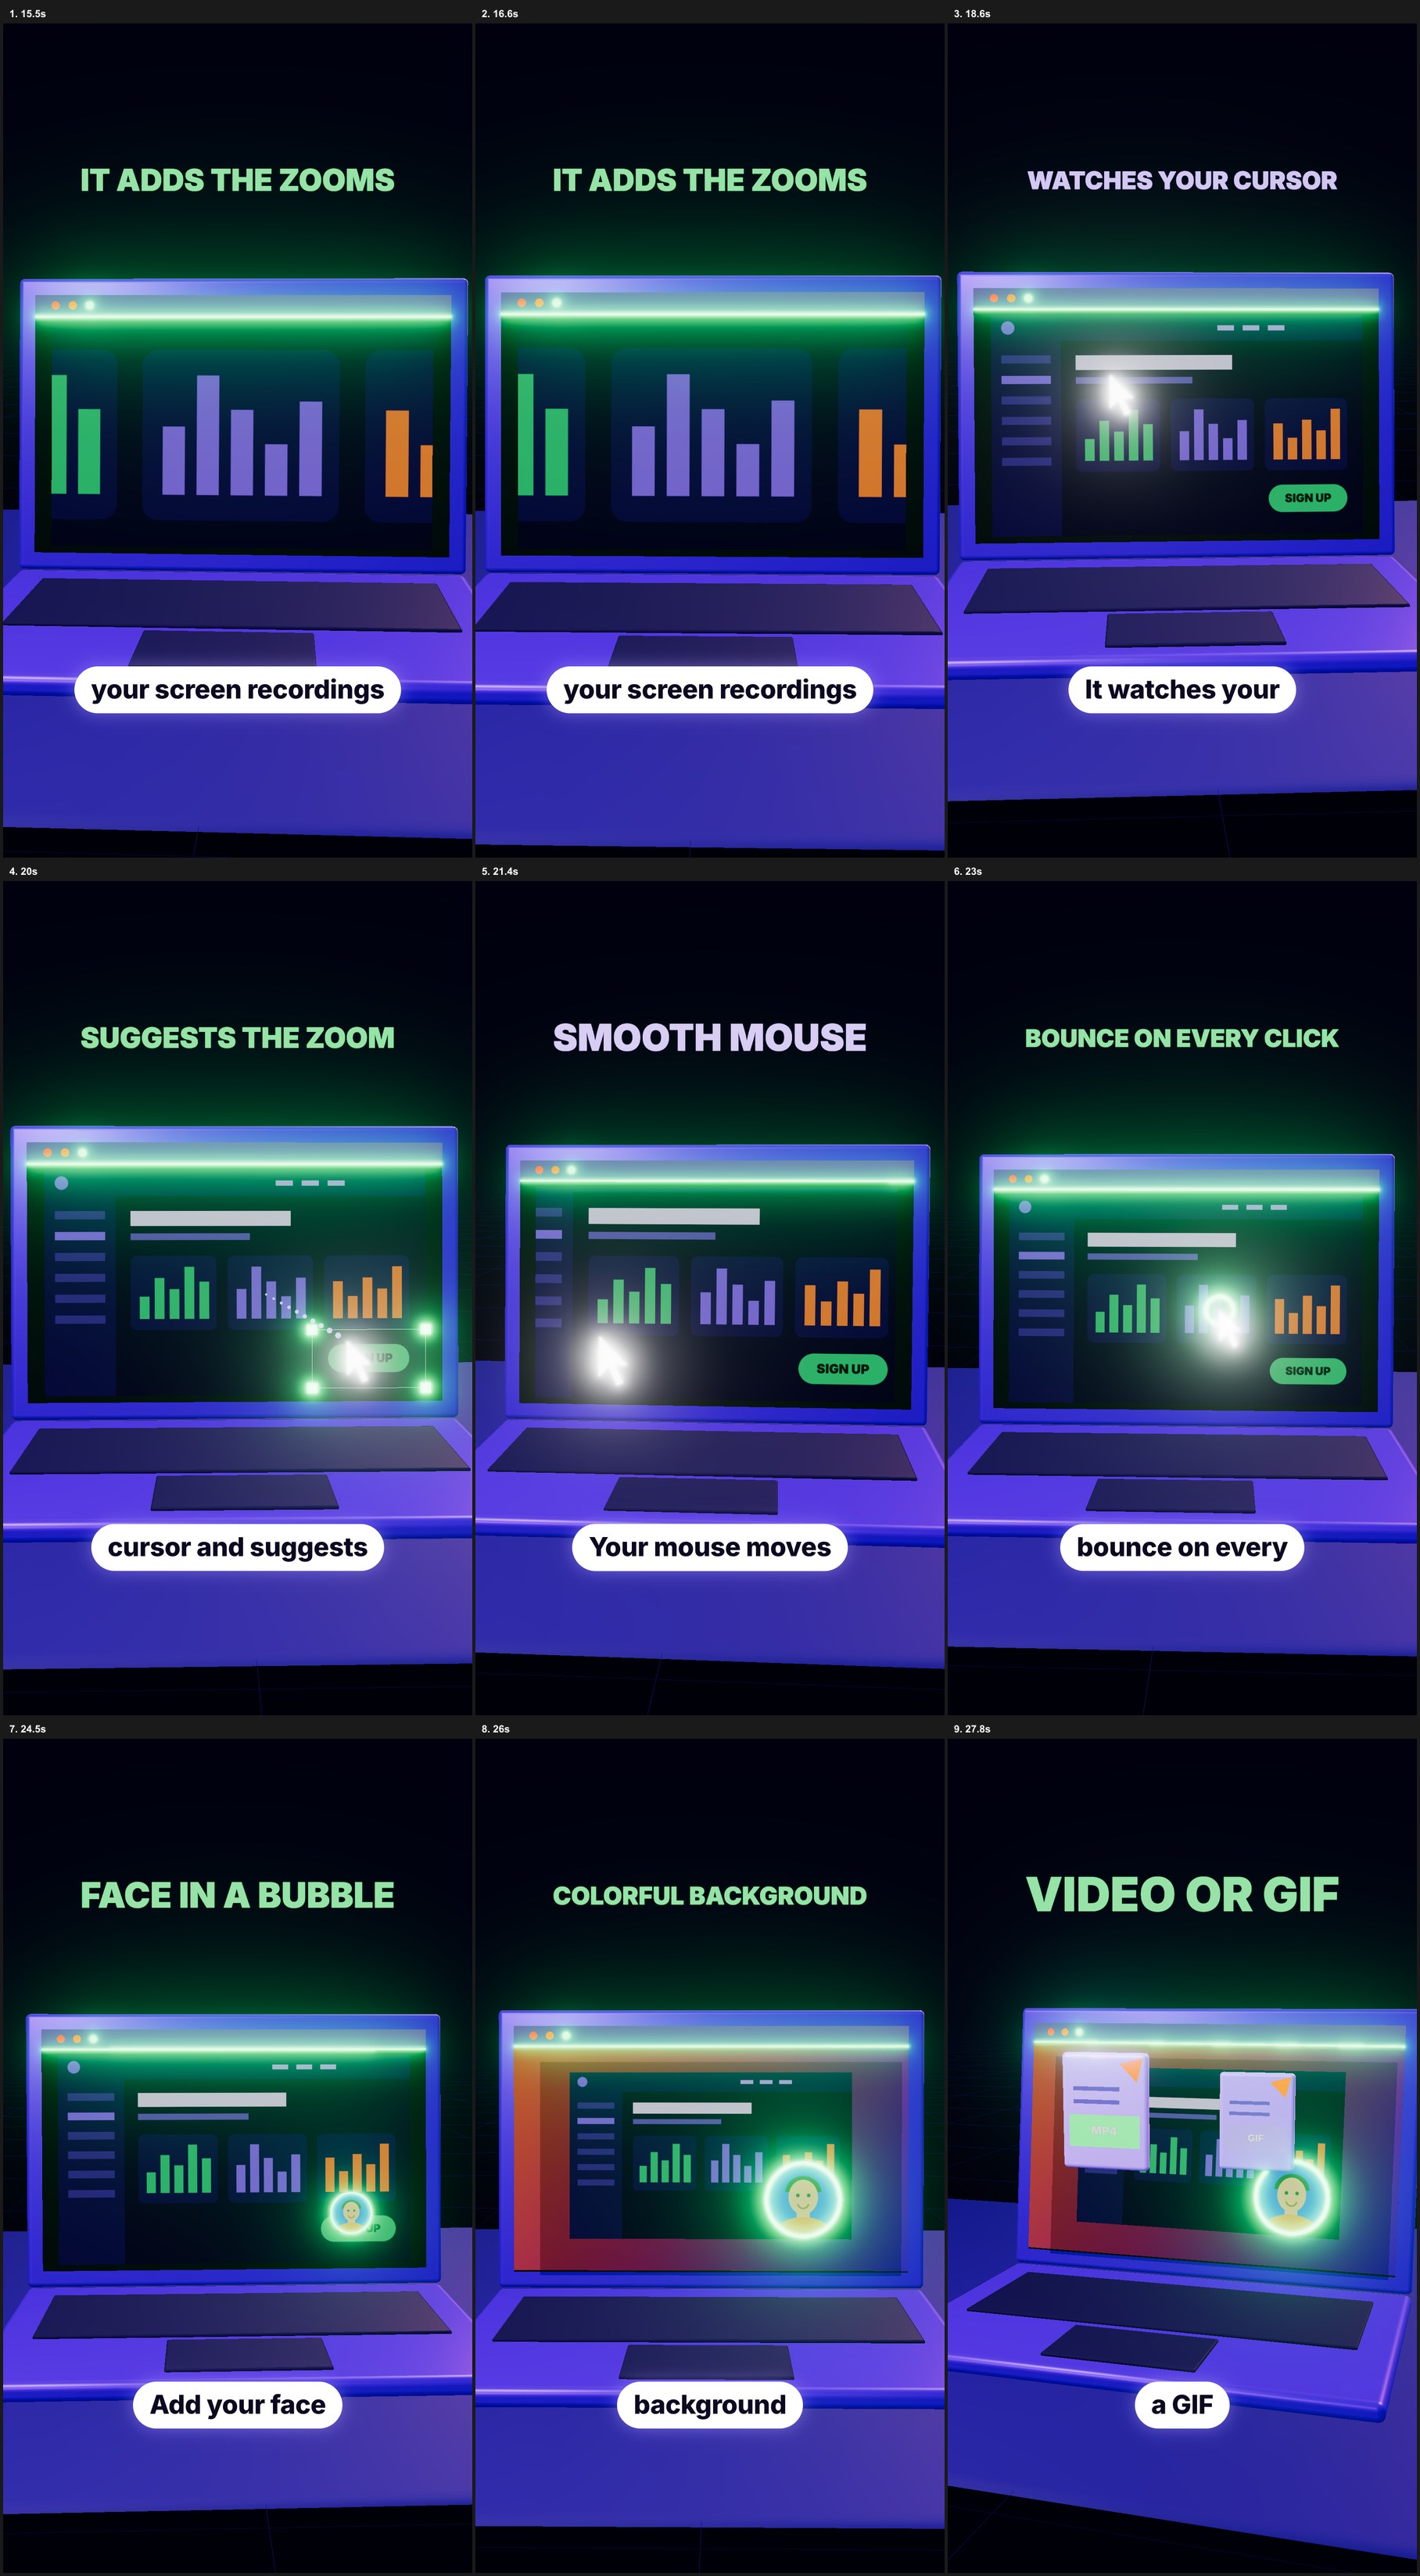 1. 15.5s
IT ADDS THE ZOOMS
your screen recordings
2. 16.6s
IT ADDS THE ZOOMS
your screen recordings
3. 18.6s
WATCHES YOUR CURSOR
SIGN UP
It watches your
4. 20s
SUGGESTS THE ZOOM
UP
cursor and suggests
5. 21.4s
SMOOTH MOUSE
SIGN UP
Your mouse moves
6. 23s
BOUNCE ON EVERY CLICK
SIGN UP
bounce on every
7. 24.5s
FACE IN A BUBBLE
UP
Add your face
8. 26s
COLORFUL BACKGROUND
background
9. 27.8s
VIDEO OR GIF
MP4
GIF
a GIF